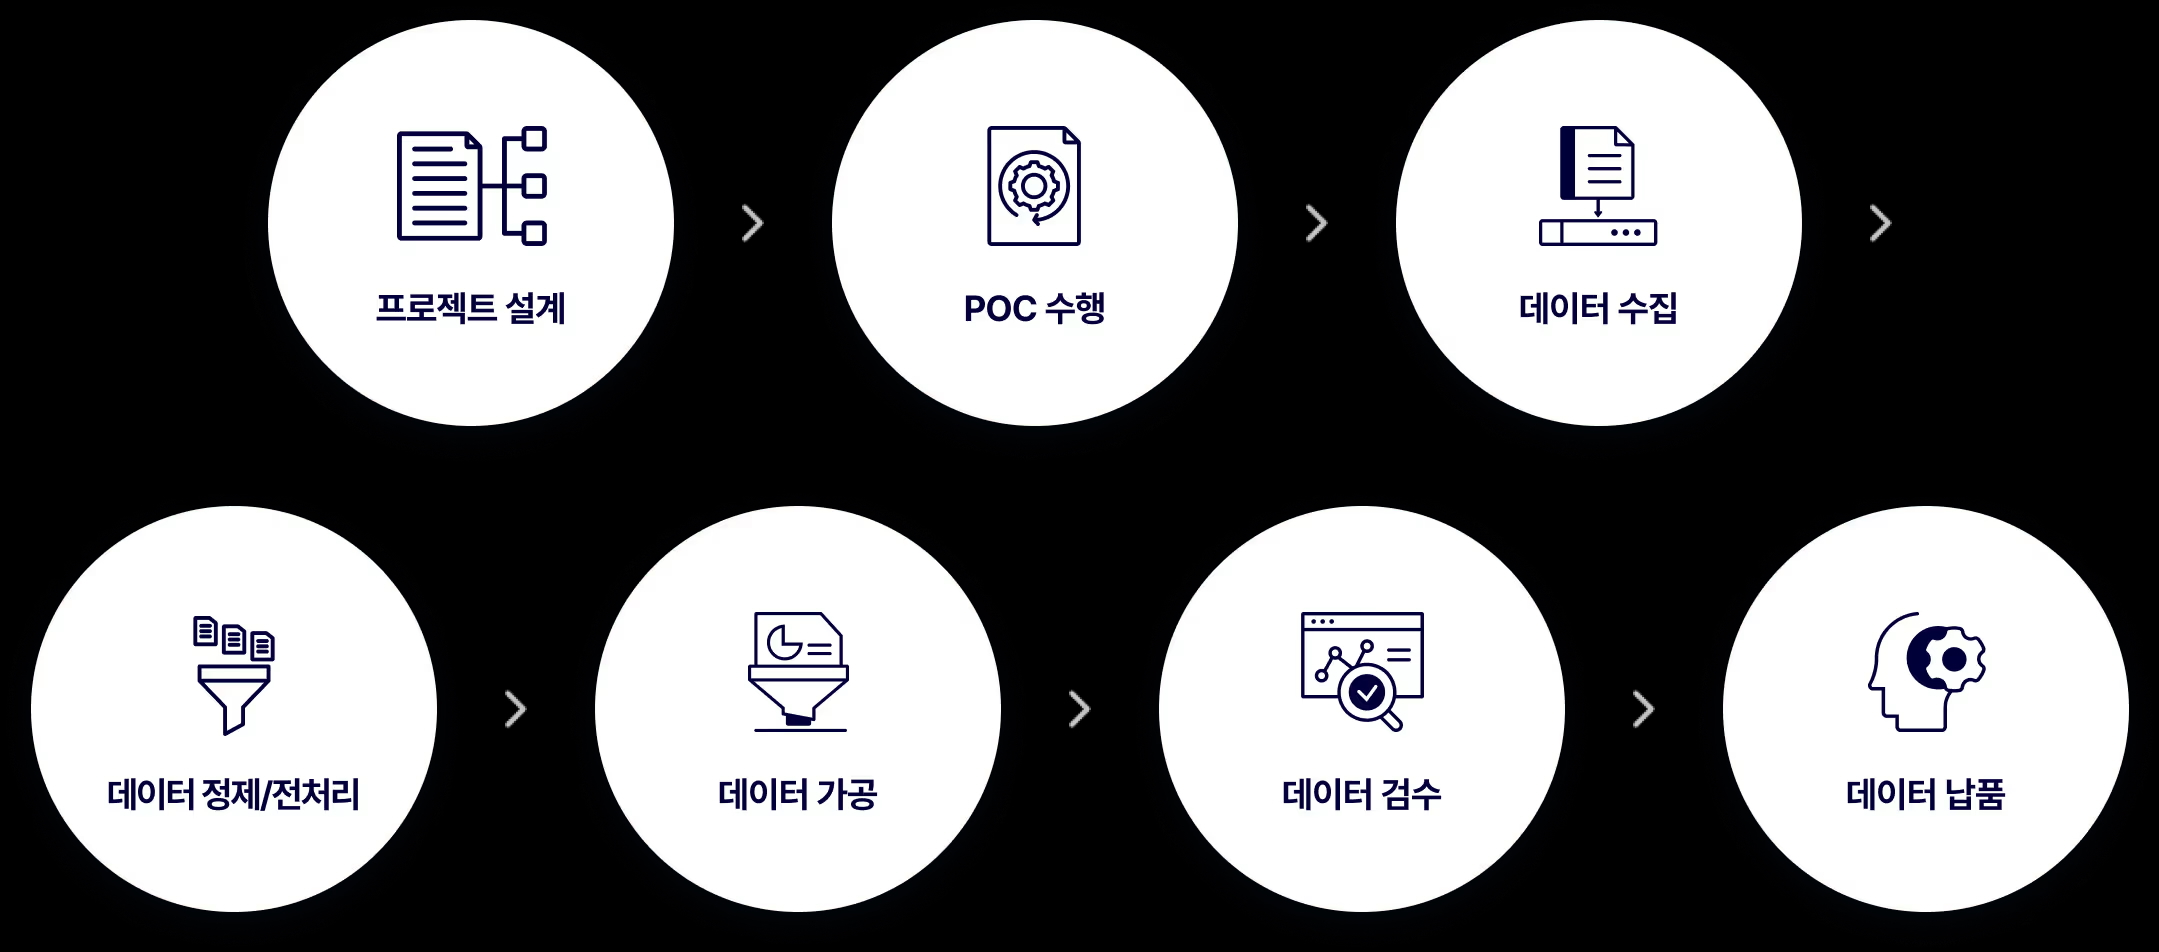 프로젝트 설계
POC 수행
데이터 수집
데이터 정제/전처리
데이터 가공
데이터 검수
데이터 납품